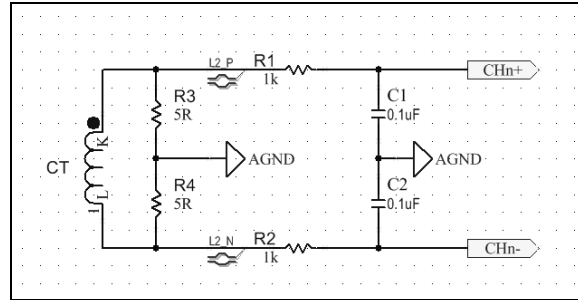 L2_P
R1
1k
CHn+
R3
5R
C1
0.1uF
K
CT
AGND
AGND
R4
5R
C2
0.1uF
1
L
L2_N
R2
1k
CHn-